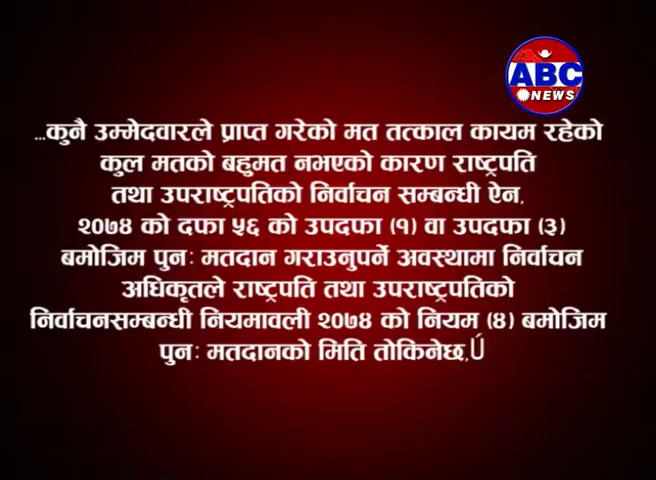 ABC
NEWS
...कुनै उम्मेदवारले प्राप्त गरेको मत तत्काल कायम रहेको
कुल मतको बहुमत नभएको कारण राष्ट्रपति
तथा उपराष्ट्रपतिको निर्वाचन सम्बन्धी ऐन,
२०७४ को दफा ५६ को उपदफा (१) वा उपदफा (३)
बमोजिम पुनः मतदान गराउनुपर्ने अवस्थामा निर्वाचन
अधिकृतले राष्ट्रपति तथा उपराष्ट्रपतिको
निर्वाचनसम्बन्धी नियमावली २०७४ को नियम (४) बमोजिम
पुनः मतदानको मिति तोकिनेछ.Ú